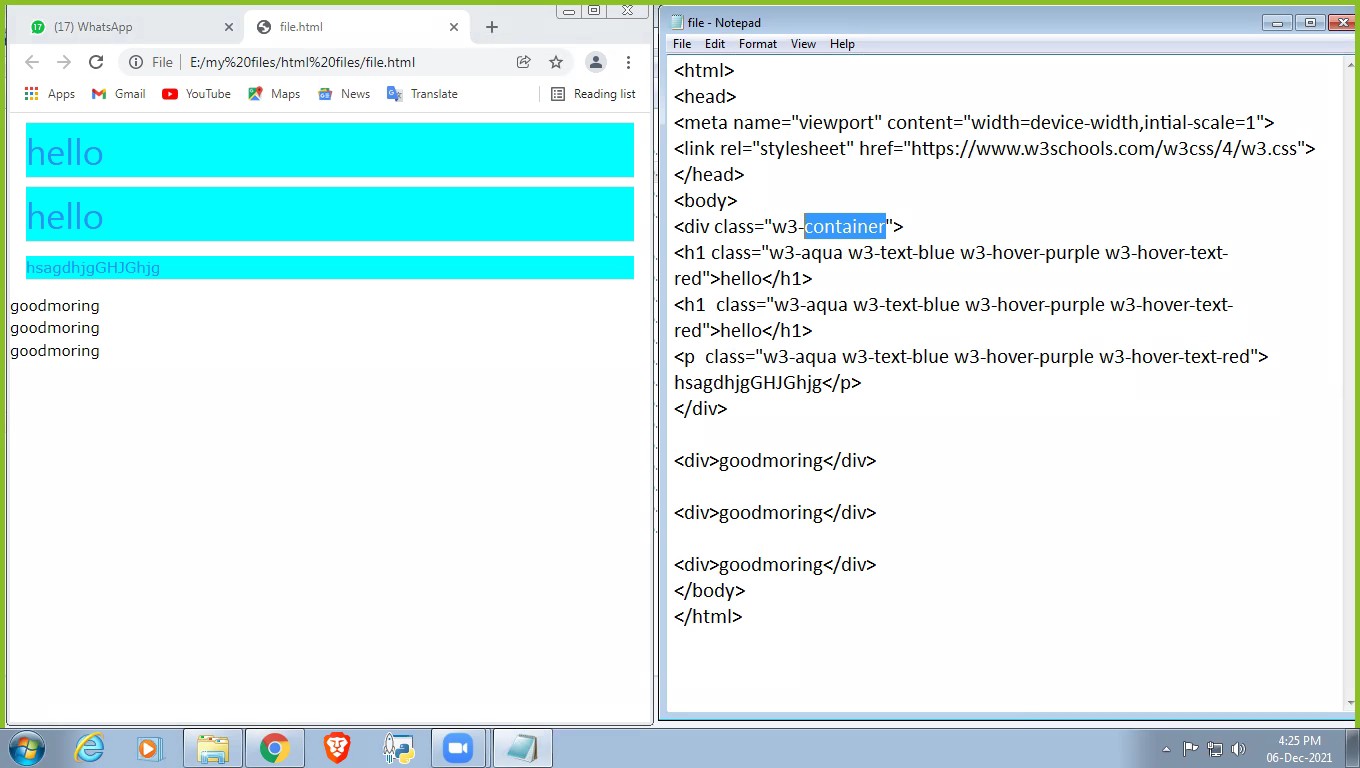 17 (17) WhatsApp
file.html
File E:/my%20files/html%20files/file.html
Apps Gmail YouTube Maps News Translate Reading list
hello
hello
hsagdhjgGHJGhjg
goodmoring
goodmoring
goodmoring
file - Notepad
File Edit Format View Help
<html>
<head>
<meta name="viewport" content="width=device-width,intial-scale=1">
<link rel="stylesheet" href="https://www.w3schools.com/w3css/4/w3.css">
</head>
<body>
<div class="w3-container">
<h1 class="w3-aqua w3-text-blue w3-hover-purple w3-hover-text-
red">hello</h1>
<h1  class="w3-aqua w3-text-blue w3-hover-purple w3-hover-text-
red">hello</h1>
<p  class="w3-aqua w3-text-blue w3-hover-purple w3-hover-text-red">
hsagdhjgGHJGhjg</p>
</div>
<div>goodmoring</div>
<div>goodmoring</div>
<div>goodmoring</div>
</body>
</html>
4:25 PM
06-Dec-2021